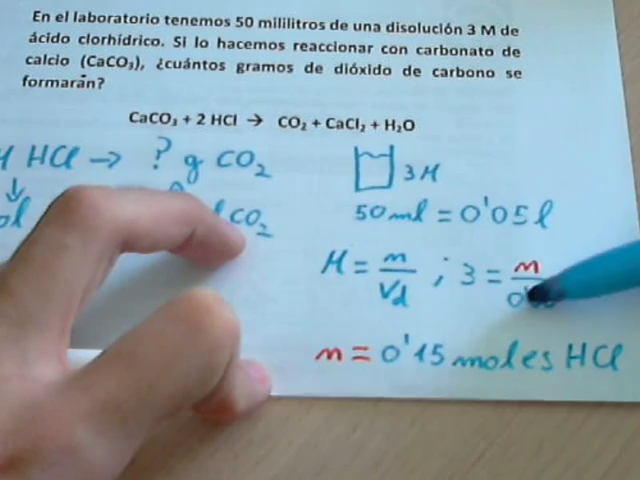 En el laboratorio tenemos 50 mililitros de una disolución 3 M de
ácido clorhídrico. Si lo hacemos reaccionar con carbonato de
calcio (CaCO₃), ¿cuántos gramos de dióxido de carbono se
formarán?
CaCO₃ + 2 HCl → CO₂ + CaCl₂ + H₂O
HCl → ? g CO₂
3 M
↓
CO₂
50 ml = 0'05 l
M = n/Vd ; 3 = n/
n = 0'15 moles HCl